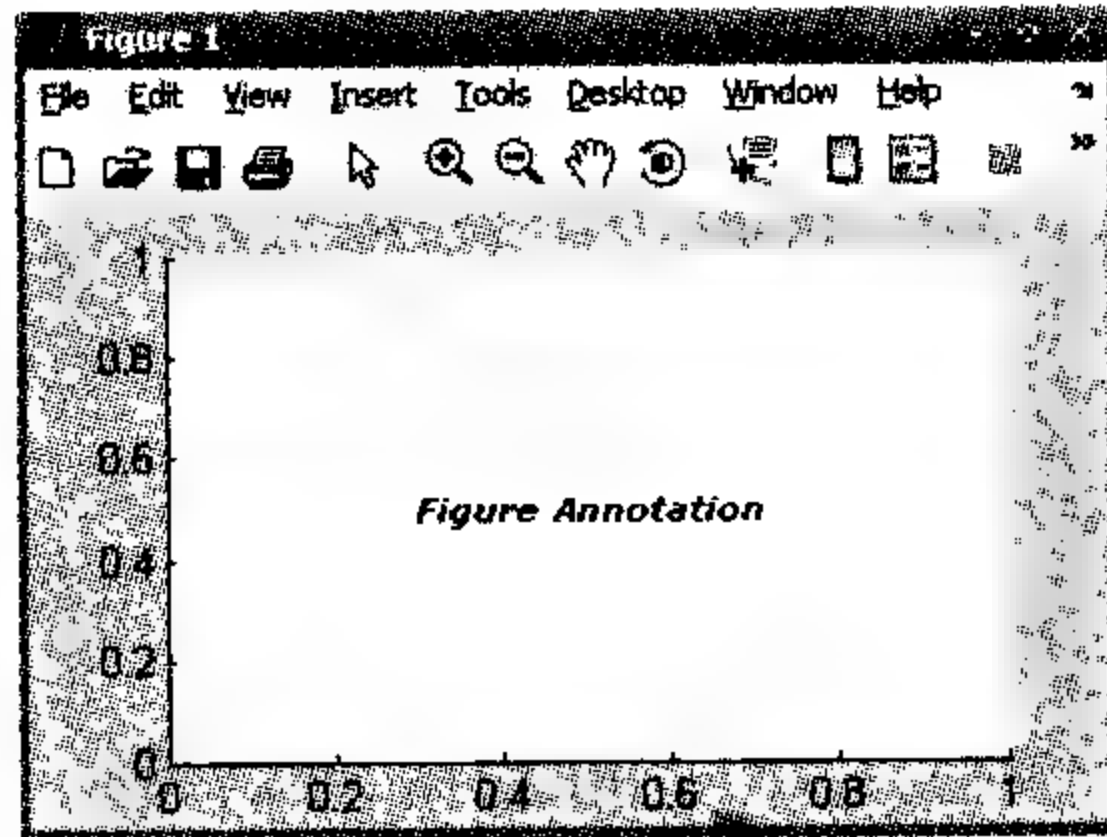 Figure 1
File Edit View Insert Tools Desktop Window Help
1
0.8
0.6
Figure Annotation
0.4
0.2
0
0 0.2 0.4 0.6 0.8 1